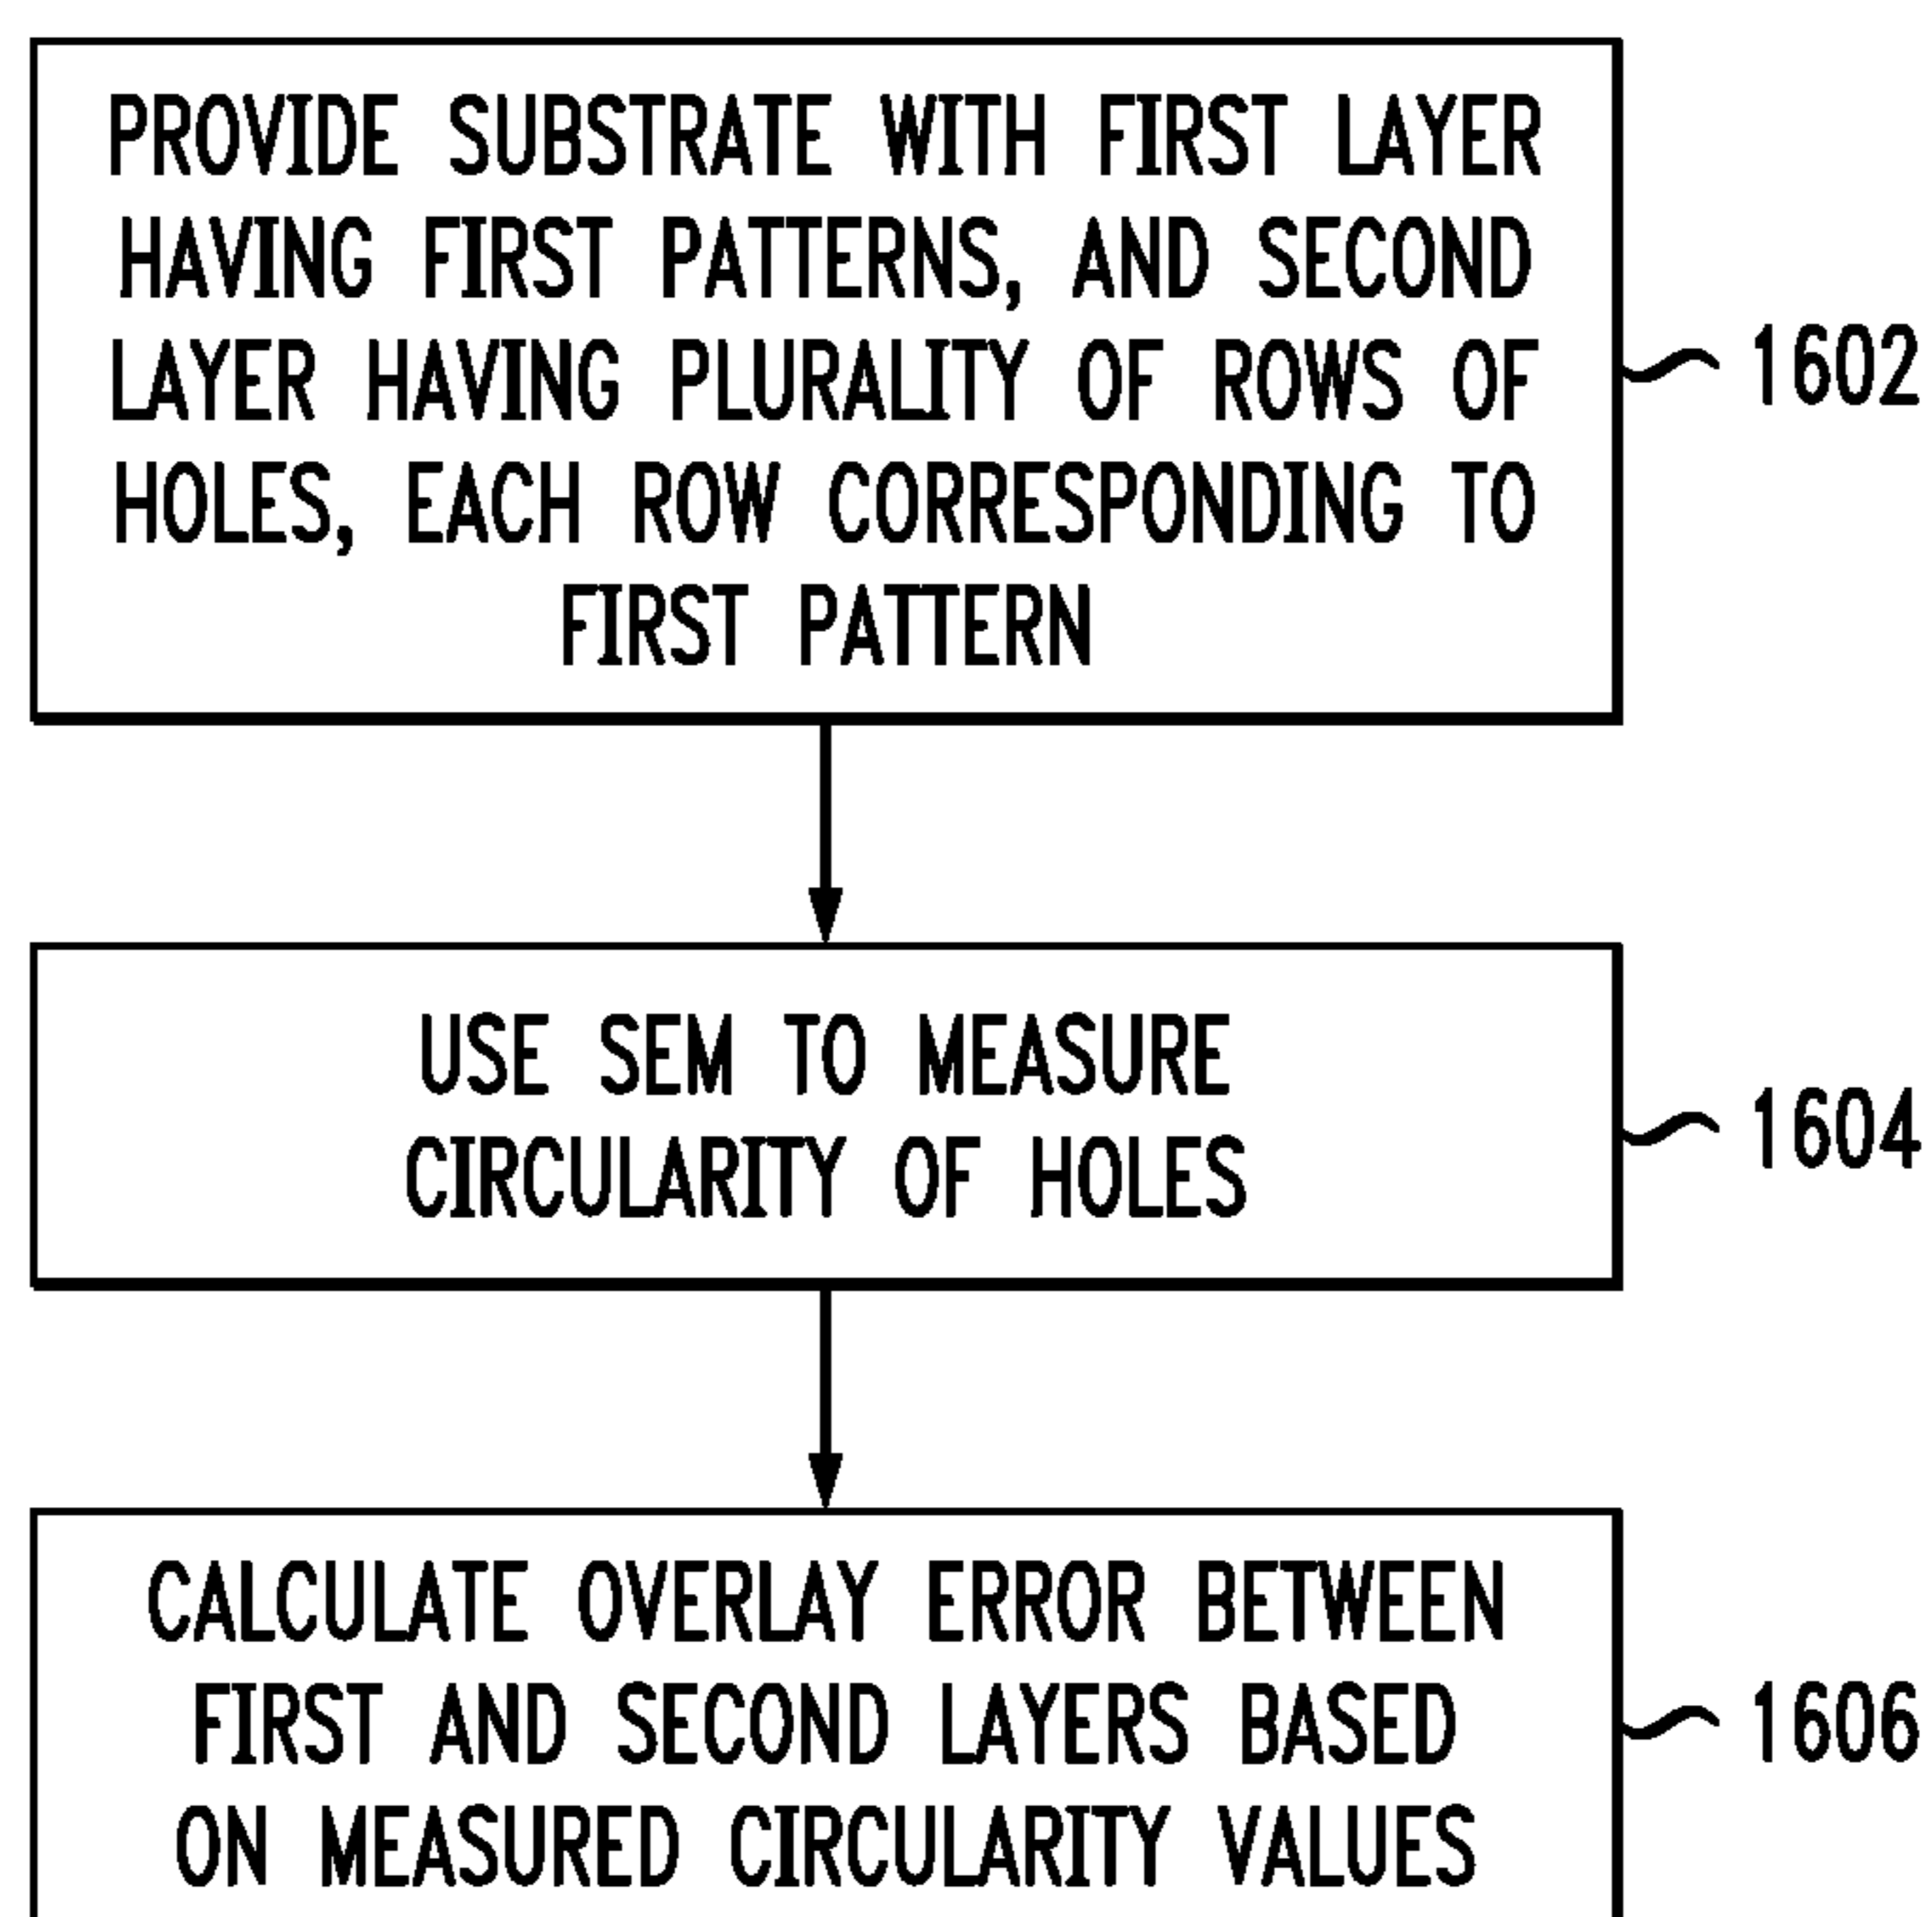 PROVIDE SUBSTRATE WITH FIRST LAYER
HAVING FIRST PATTERNS, AND SECOND
LAYER HAVING PLURALITY OF ROWS OF
HOLES, EACH ROW CORRESPONDING TO
FIRST PATTERN
1602
USE SEM TO MEASURE
CIRCULARITY OF HOLES
1604
CALCULATE OVERLAY ERROR BETWEEN
FIRST AND SECOND LAYERS BASED
ON MEASURED CIRCULARITY VALUES
1606